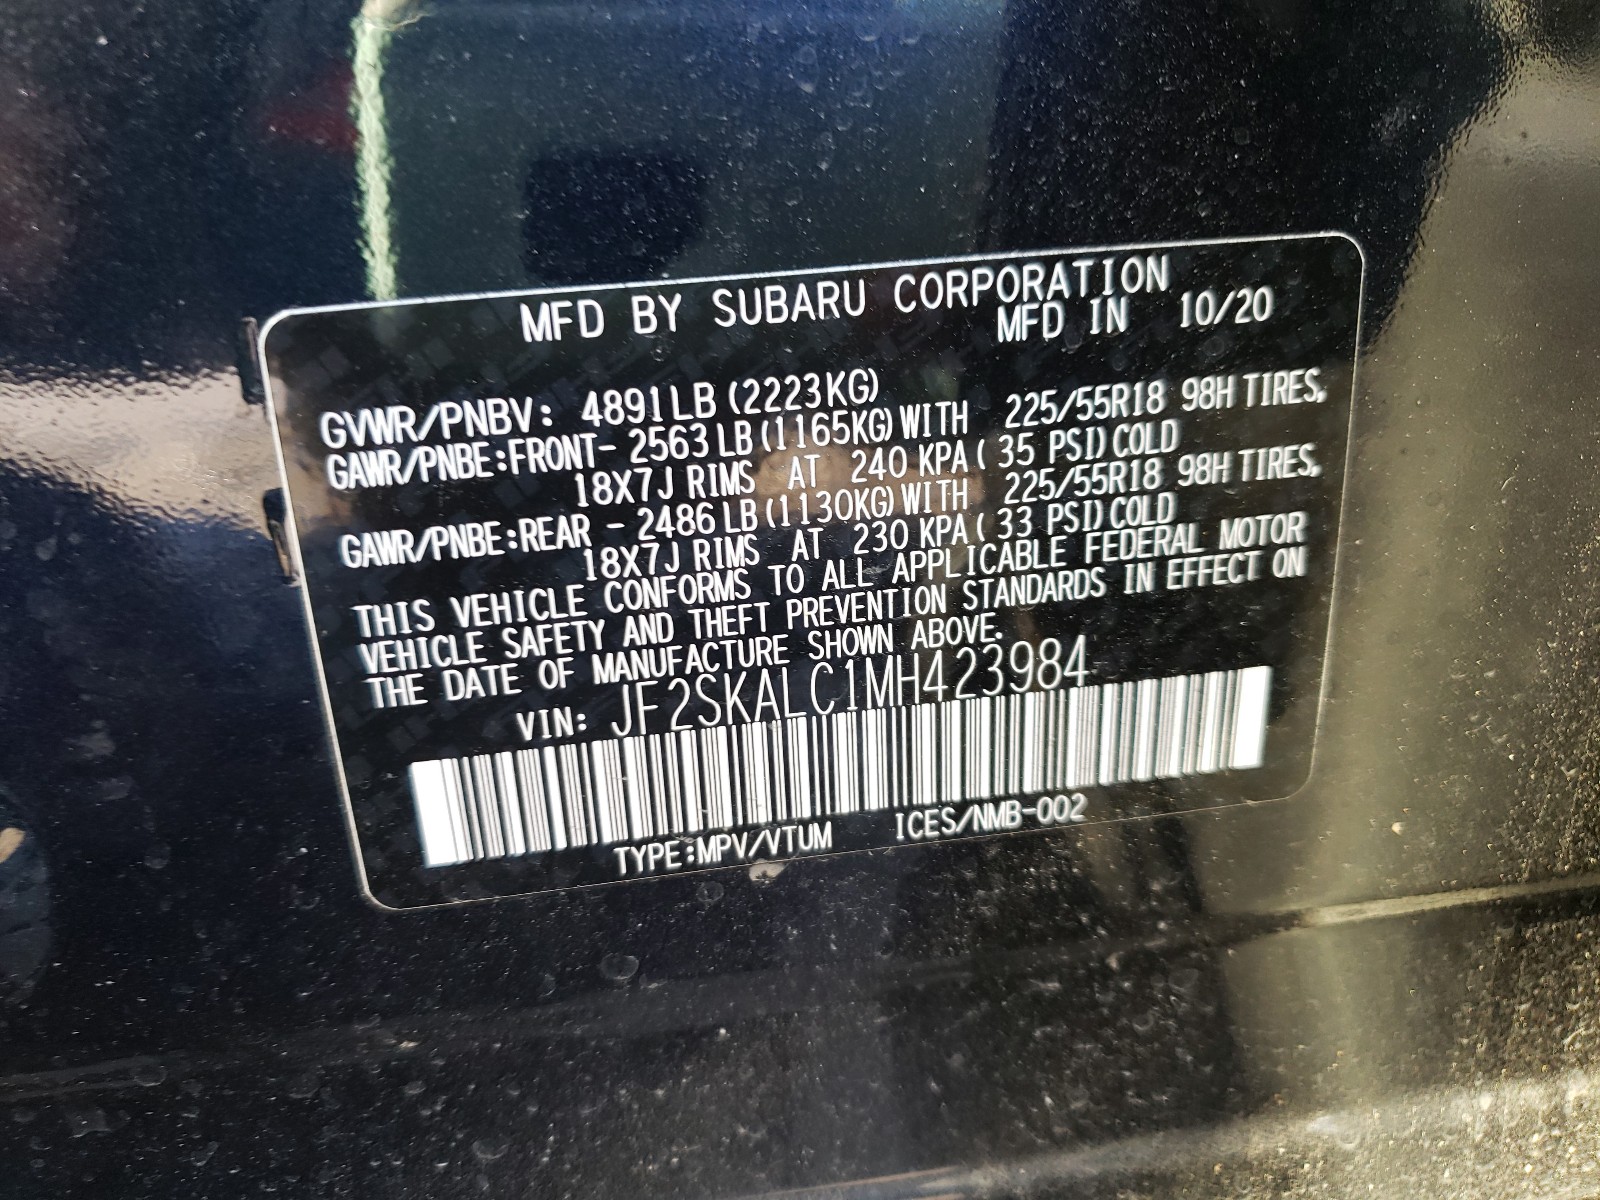 MFD BY SUBARU CORPORATION
MFD IN 10/20
GVWR/PNBV: 4891LB (2223KG)
GAWR/PNBE:FRONT- 2563 LB(1165KG)WITH 225/55R18 98H TIRES,
18X7J RIMS AT 240 KPA( 35 PSI)COLD
GAWR/PNBE:REAR - 2486 LB(1130KG)WITH 225/55R18 98H TIRES,
18X7J RIMS AT 230 KPA( 33 PSI)COLD
THIS VEHICLE CONFORMS TO ALL APPLICABLE FEDERAL MOTOR
VEHICLE SAFETY AND THEFT PREVENTION STANDARDS IN EFFECT ON
THE DATE OF MANUFACTURE SHOWN ABOVE.
VIN: JF2SKALC1MH423984
TYPE:MPV/VTUM ICES/NMB-002